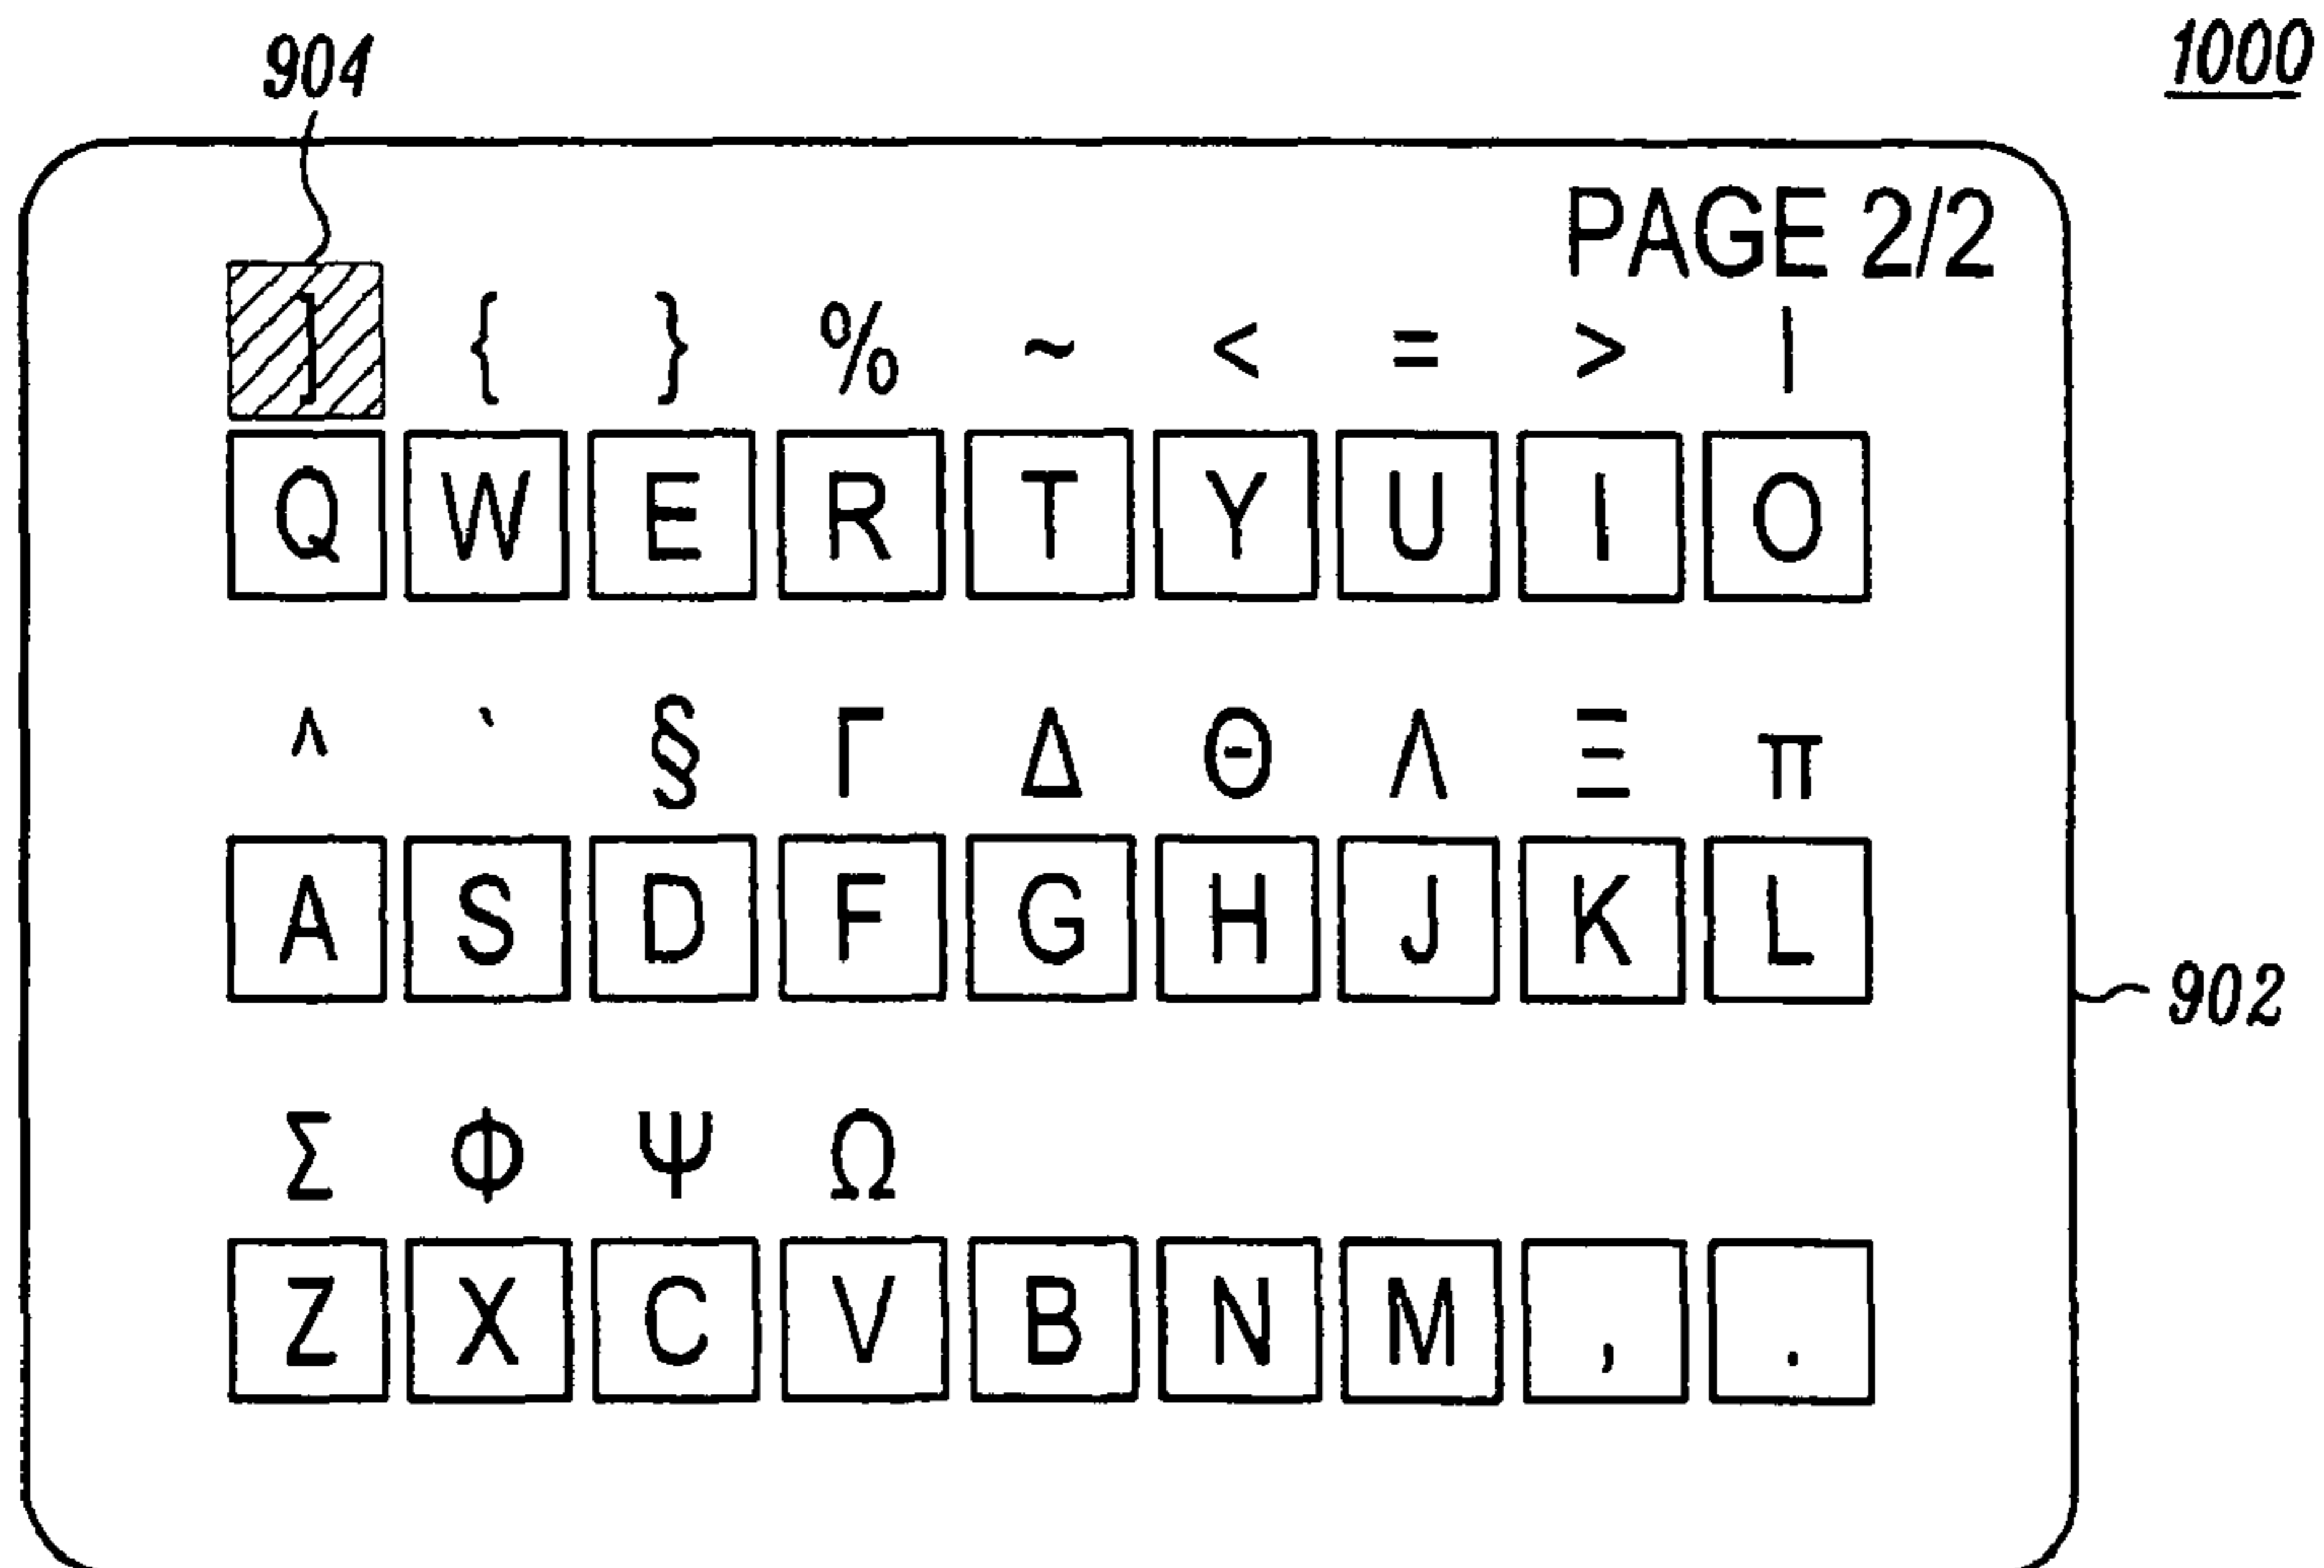 904
1000
PAGE 2/2
] { } % ~ < = > |
Q W E R T Y U I O
^ ` § Γ Δ Θ Λ Ξ π
A S D F G H J K L
902
Σ Φ Ψ Ω
Z X C V B N M , .